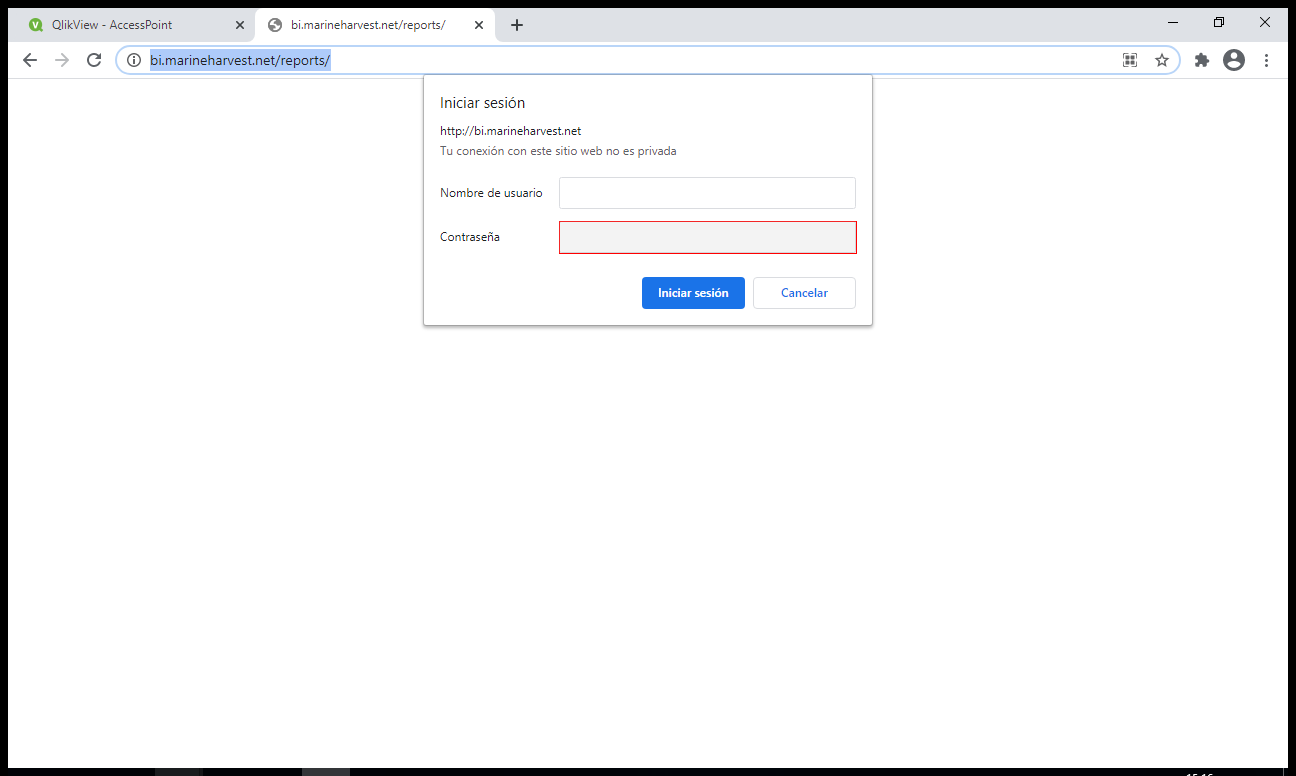 QlikView - AccessPoint
bi.marineharvest.net/reports/
bi.marineharvest.net/reports/
Iniciar sesión
http://bi.marineharvest.net
Tu conexión con este sitio web no es privada
Nombre de usuario
Contraseña
Iniciar sesión
Cancelar